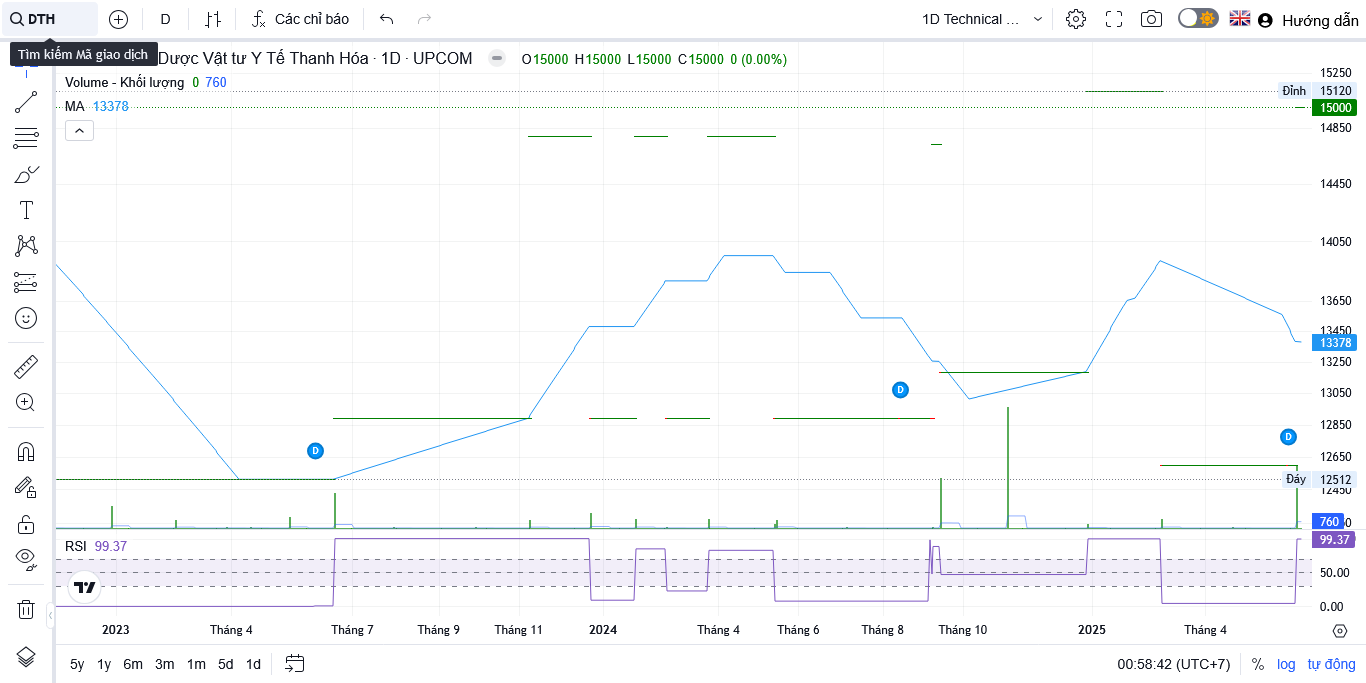 DTH
D
Các chỉ báo
1D Technical ...
Hướng dẫn
Tìm kiếm Mã giao dịch
Dược Vật tư Y Tế Thanh Hóa · 1D · UPCOM
O15000 H15000 L15000 C15000 0 (0.00%)
Volume - Khối lượng 0 760
MA 13378
15250
Đỉnh 15120
15000
14850
14450
14050
13650
13450
13378
13250
13050
12850
12650
Đáy 12512
12450
760
D
D
D
RSI 99.37
99.37
50.00
0.00
2023 Tháng 4 Tháng 7 Tháng 9 Tháng 11 2024 Tháng 4 Tháng 6 Tháng 8 Tháng 10 2025 Tháng 4
5y 1y 6m 3m 1m 5d 1d
00:58:42 (UTC+7) % log tự động